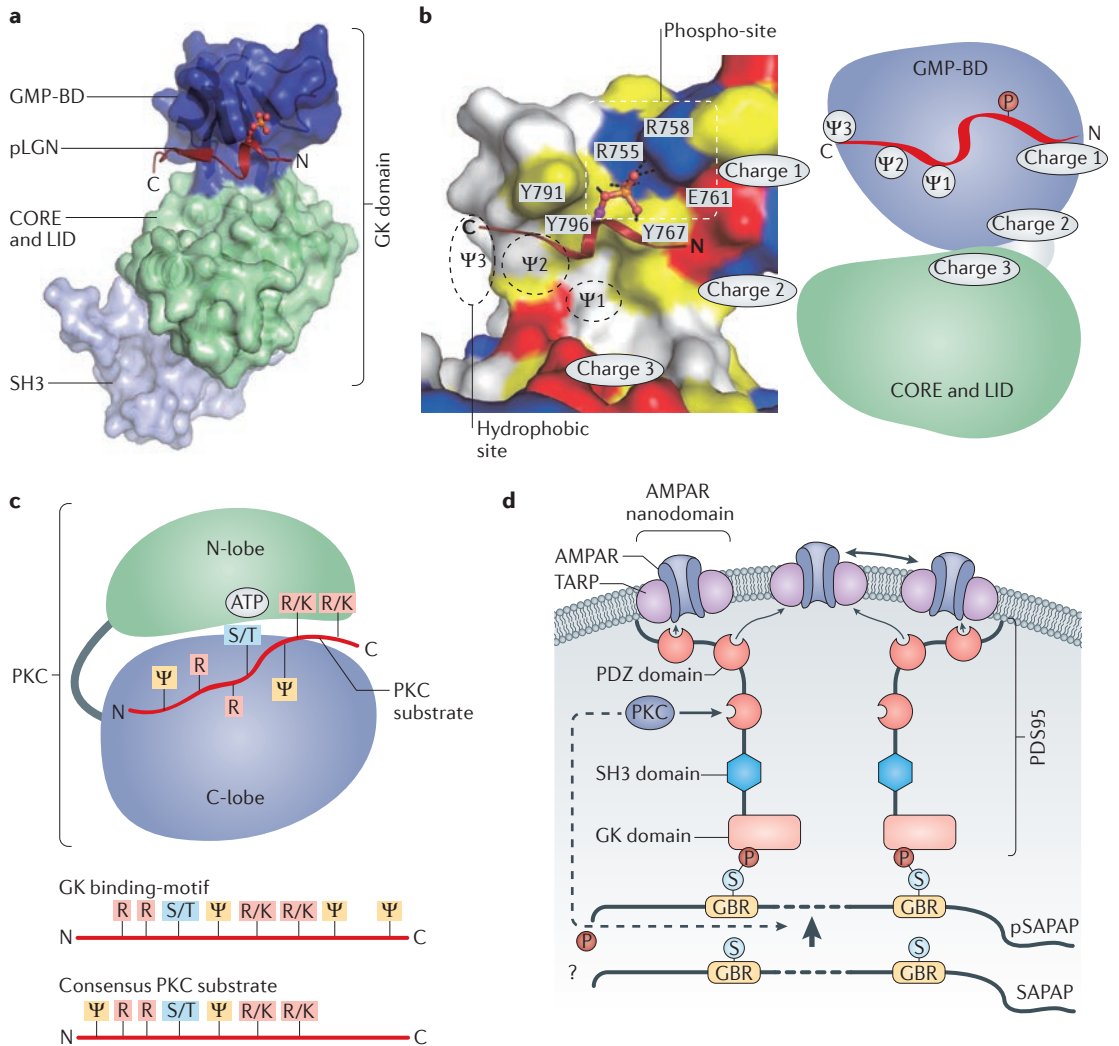 a
GMP-BD
pLGN
N
C
CORE
and LID
GK domain
SH3
b
Phospho-site
R758
R755
Charge 1
Y791
E761
Y796
Y767
C
N
Ψ3
Ψ2
Ψ1
Charge 2
Charge 3
Hydrophobic
site
GMP-BD
P
Ψ3
N
C
Ψ2
Charge 1
Ψ1
Charge 2
Charge 3
CORE and LID
c
N-lobe
ATP
R/K R/K
S/T
C
PKC
R
Ψ
Ψ
R
N
PKC
substrate
C-lobe
GK binding-motif
R R S/T Ψ R/K R/K Ψ Ψ
N C
Consensus PKC substrate
Ψ R R S/T Ψ R/K R/K
N C
d
AMPAR
nanodomain
AMPAR
TARP
PDZ domain
PKC
PDS95
SH3 domain
GK domain
P P
S S
GBR GBR
pSAPAP
P
S S
?
GBR GBR
SAPAP